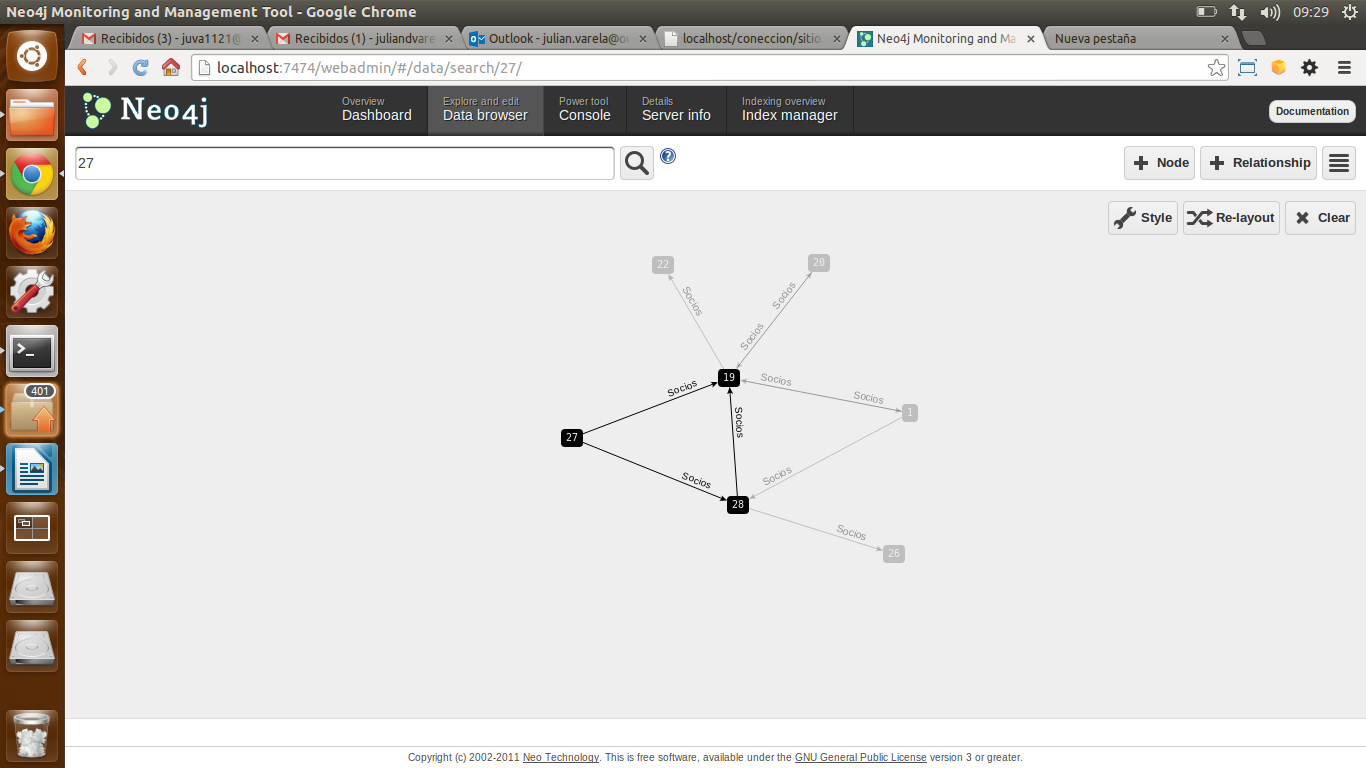 Neo4j Monitoring and Management Tool - Google Chrome
09:29
Recibidos (3) - juva1121@
Recibidos (1) - juliandvare
Outlook - julian.varela@ou
localhost/coneccion/sitio.
Neo4j Monitoring and Ma
Nueva pestaña
localhost:7474/webadmin/#/data/search/27/
Neo4j
Overview
Dashboard
Explore and edit
Data browser
Power tool
Console
Details
Server info
Indexing overview
Index manager
Documentation
27
?
Node
Relationship
Style
Re-layout
Clear
22
20
Socios
Socios
Socios
19
Socios
Socios
Socios
1
Socios
27
Socios
Socios
28
Socios
26
401
Copyright (c) 2002-2011 Neo Technology. This is free software, available under the GNU General Public License version 3 or greater.